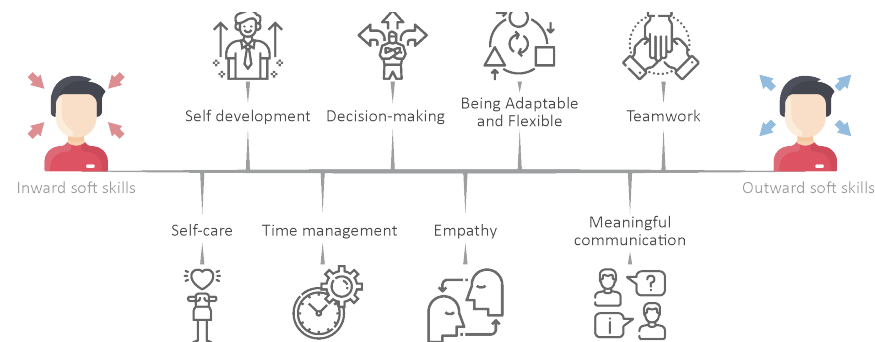 Self development
Decision-making
Being Adaptable
and Flexible
Teamwork
Inward soft skills
Outward soft skills
Self-care
Time management
Empathy
Meaningful
communication
?
i